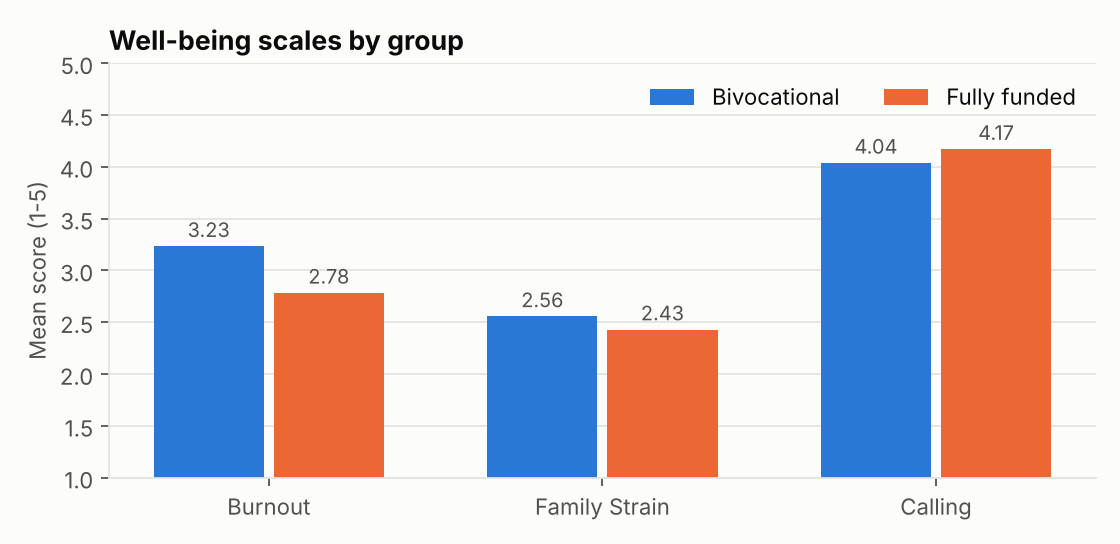 Well-being scales by group
Bivocational
Fully funded
Mean score (1-5)
5.0
4.5
4.0
3.5
3.0
2.5
2.0
1.5
1.0
3.23
2.78
2.56
2.43
4.04
4.17
Burnout
Family Strain
Calling